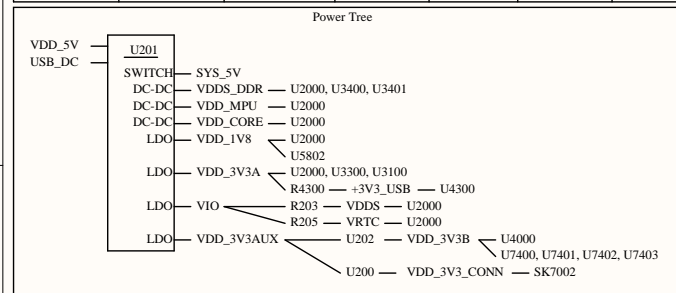 Power Tree
VDD_5V
USB_DC
U201
SWITCH SYS_5V
DC-DC VDDS_DDR U2000, U3400, U3401
DC-DC VDD_MPU U2000
DC-DC VDD_CORE U2000
LDO VDD_1V8 U2000
U5802
LDO VDD_3V3A U2000, U3300, U3100
R4300 +3V3_USB U4300
LDO VIO R203 VDDS U2000
R205 VRTC U2000
LDO VDD_3V3AUX U202 VDD_3V3B U4000
U7400, U7401, U7402, U7403
U200 VDD_3V3_CONN SK7002